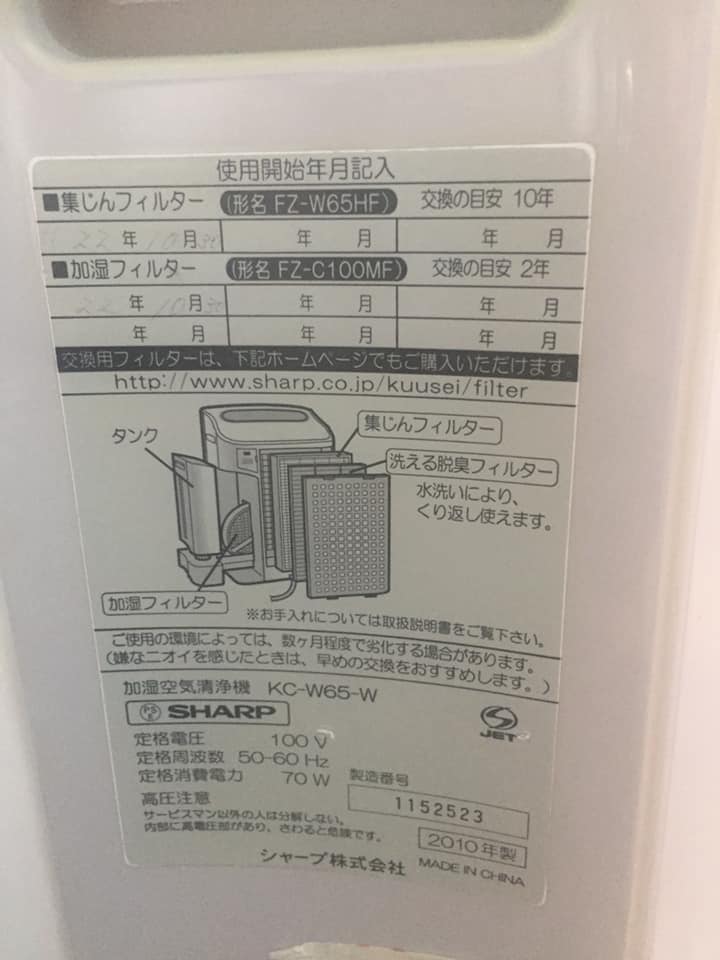 使用開始年月記入
■集じんフィルター (形名 FZ-W65HF) 交換の目安 10年
22年 10月 年 月 年 月
■加湿フィルター (形名 FZ-C100MF) 交換の目安 2年
22年 10月 年 月 年 月
年 月 年 月 年 月
交換用フィルターは、下記ホームページでもご購入いただけます。
http://www.sharp.co.jp/kuusei/filter
タンク
集じんフィルター
洗える脱臭フィルター
水洗いにより、
くり返し使えます。
加湿フィルター
※お手入れについては取扱説明書をご覧下さい。
ご使用の環境によっては、数ヶ月程度で劣化する場合があります。
(嫌なニオイを感じたときは、早めの交換をおすすめします。)
加湿空気清浄機 KC-W65-W
PS E SHARP
JET
定格電圧 100 V
定格周波数 50-60 Hz
定格消費電力 70 W
製造番号
1152523
高圧注意
サービスマン以外の人は分解しない。
内部に高電圧部があり、さわると危険です。
2010年製
シャープ株式会社 MADE IN CHINA